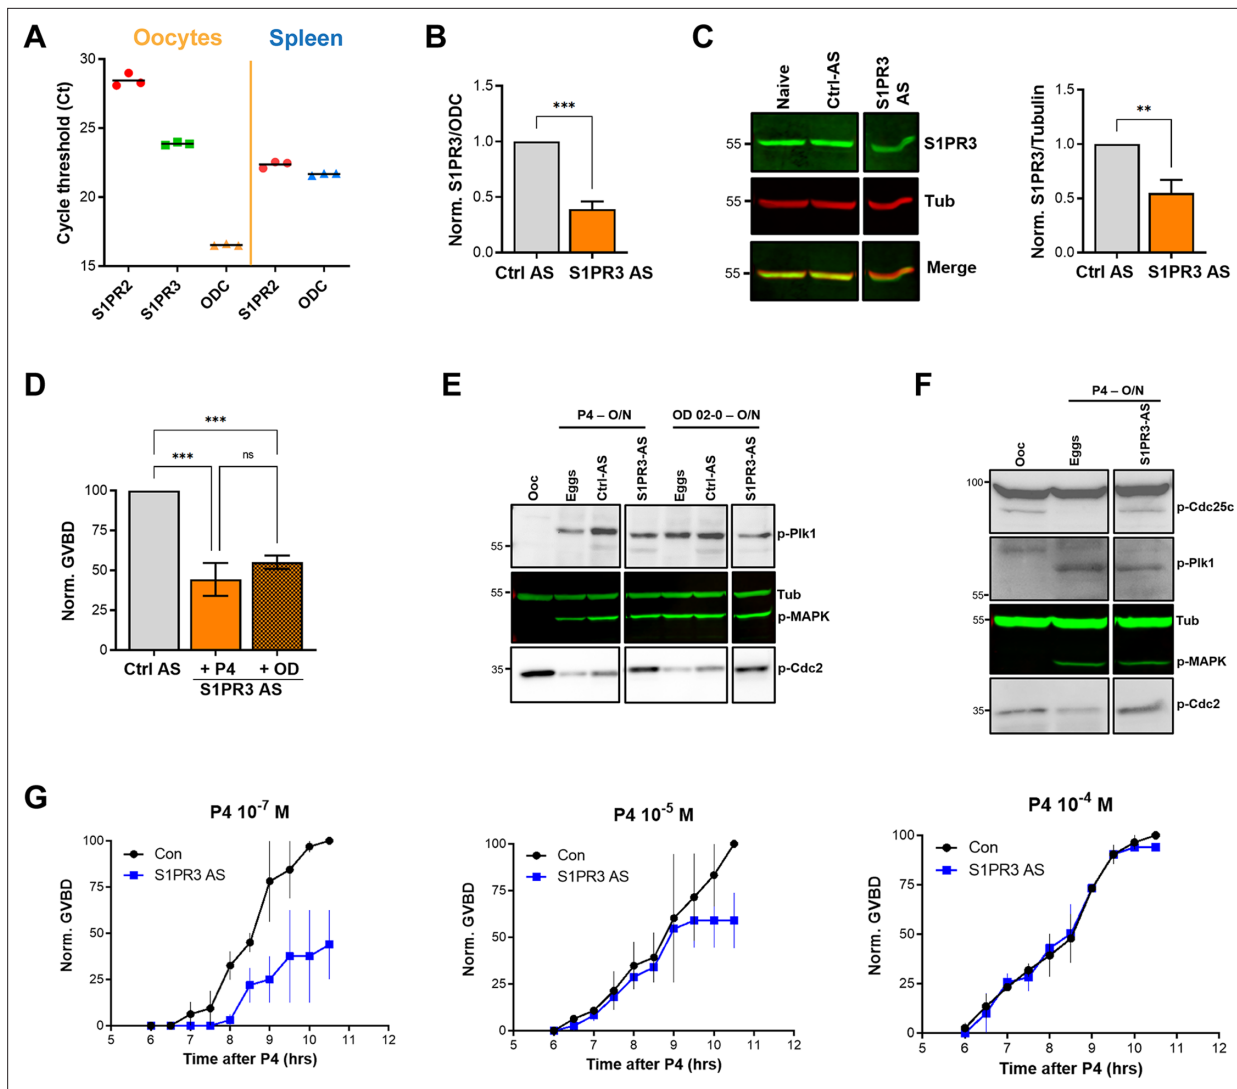 A
Oocytes
Spleen
Cycle threshold (Ct)
30
25
20
15
S1PR2
S1PR3
ODC
S1PR2
ODC
B
Norm. S1PR3/ODC
1.5
1.0
0.5
0.0
***
Ctrl AS
S1PR3 AS
C
Naive
Ctrl-AS
S1PR3
AS
55
S1PR3
55
Tub
55
Merge
Norm. S1PR3/Tubulin
1.5
1.0
0.5
0.0
**
Ctrl AS
S1PR3 AS
D
***
***
ns
Norm. GVBD
100
75
50
25
0
Ctrl AS
+ P4
+ OD
S1PR3 AS
E
P4 – O/N
OD 02-0 – O/N
Ooc
Eggs
Ctrl-AS
S1PR3-AS
Eggs
Ctrl-AS
S1PR3-AS
55
p-Plk1
55
Tub
p-MAPK
35
p-Cdc2
F
P4 – O/N
Ooc
Eggs
S1PR3-AS
100
p-Cdc25c
p-Plk1
55
55
Tub
p-MAPK
35
p-Cdc2
G
P4 10⁻⁷ M
Con
S1PR3 AS
Norm. GVBD
100
75
50
25
0
5 6 7 8 9 10 11 12
Time after P4 (hrs)
P4 10⁻⁵ M
Con
S1PR3 AS
Norm. GVBD
100
75
50
25
0
5 6 7 8 9 10 11 12
Time after P4 (hrs)
P4 10⁻⁴ M
Con
S1PR3 AS
Norm. GVBD
100
75
50
25
0
5 6 7 8 9 10 11 12
Time after P4 (hrs)